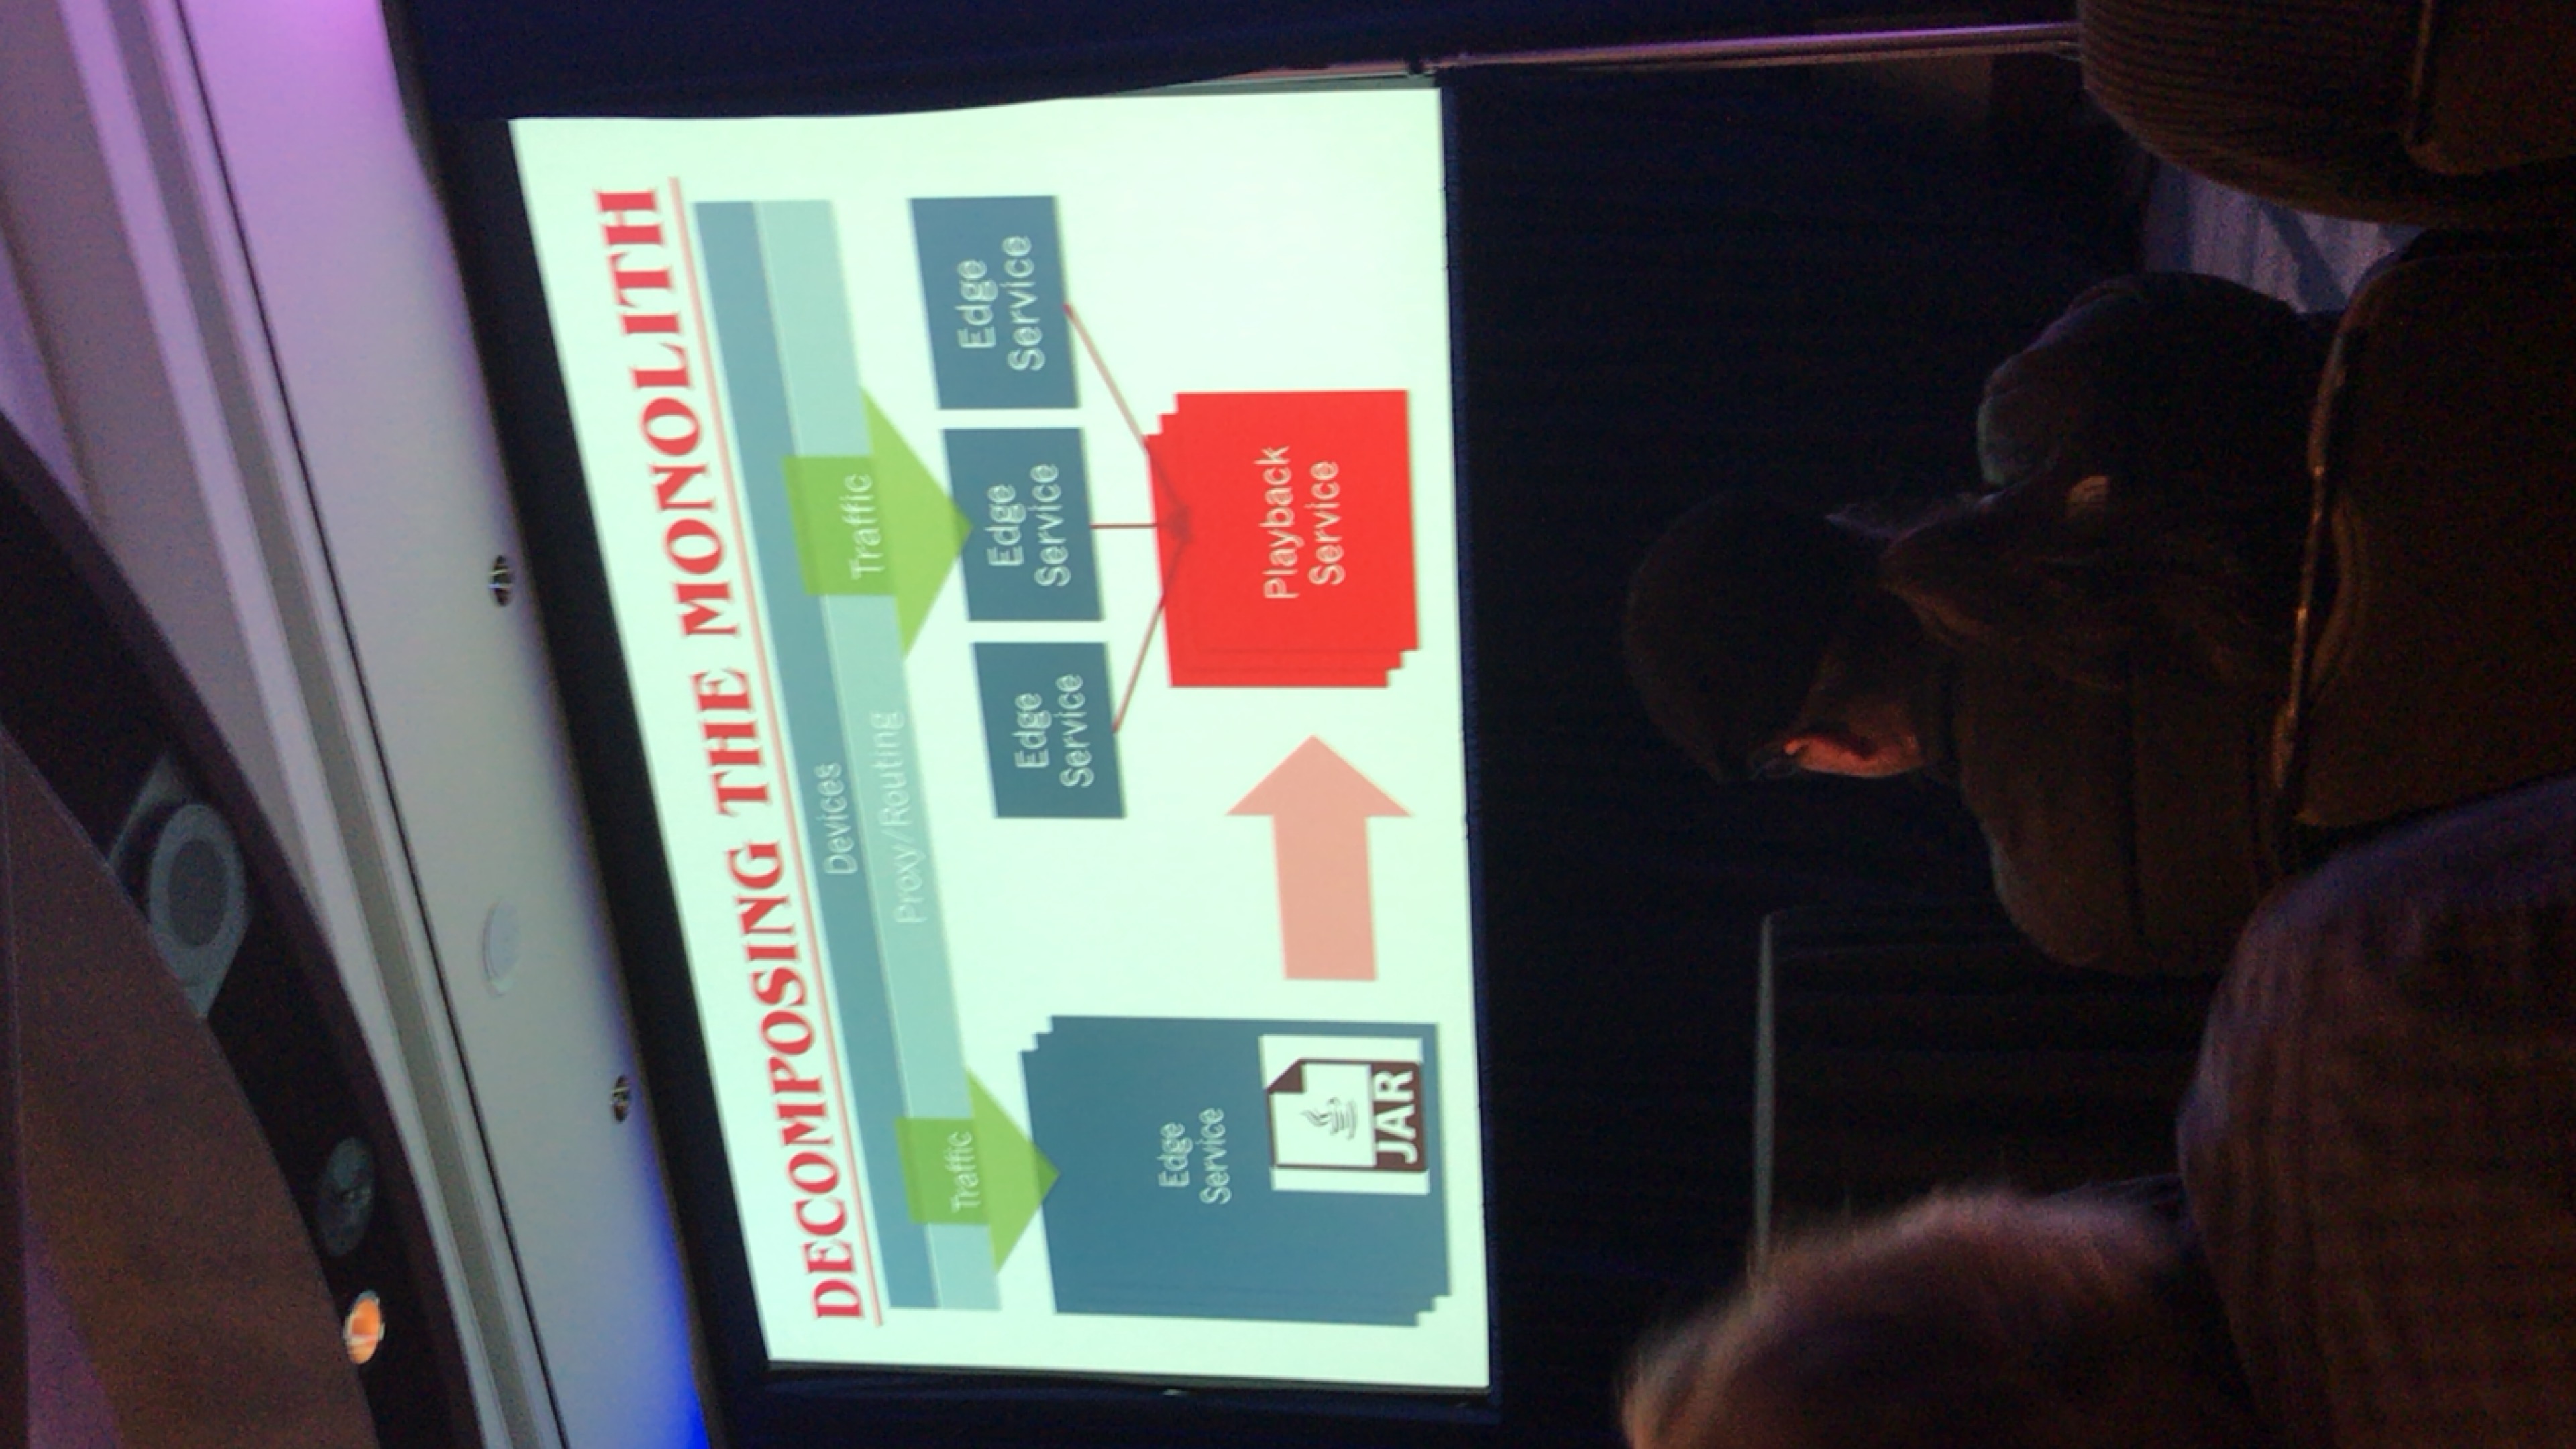 DECOMPOSING THE MONOLITH
Devices
Proxy/Routing
Traffic
Traffic
Edge
Service
JAR
Edge
Service
Edge
Service
Edge
Service
Playback
Service